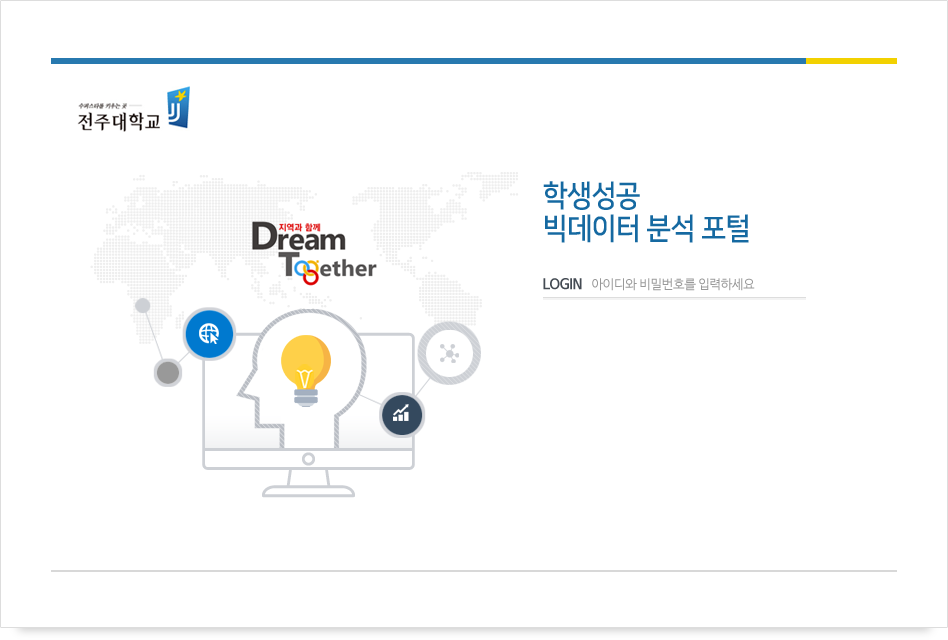 수퍼스타를 키우는 곳
전주대학교
지역과 함께
Dream
Together
학생성공
빅데이터 분석 포털
LOGIN 아이디와 비밀번호를 입력하세요